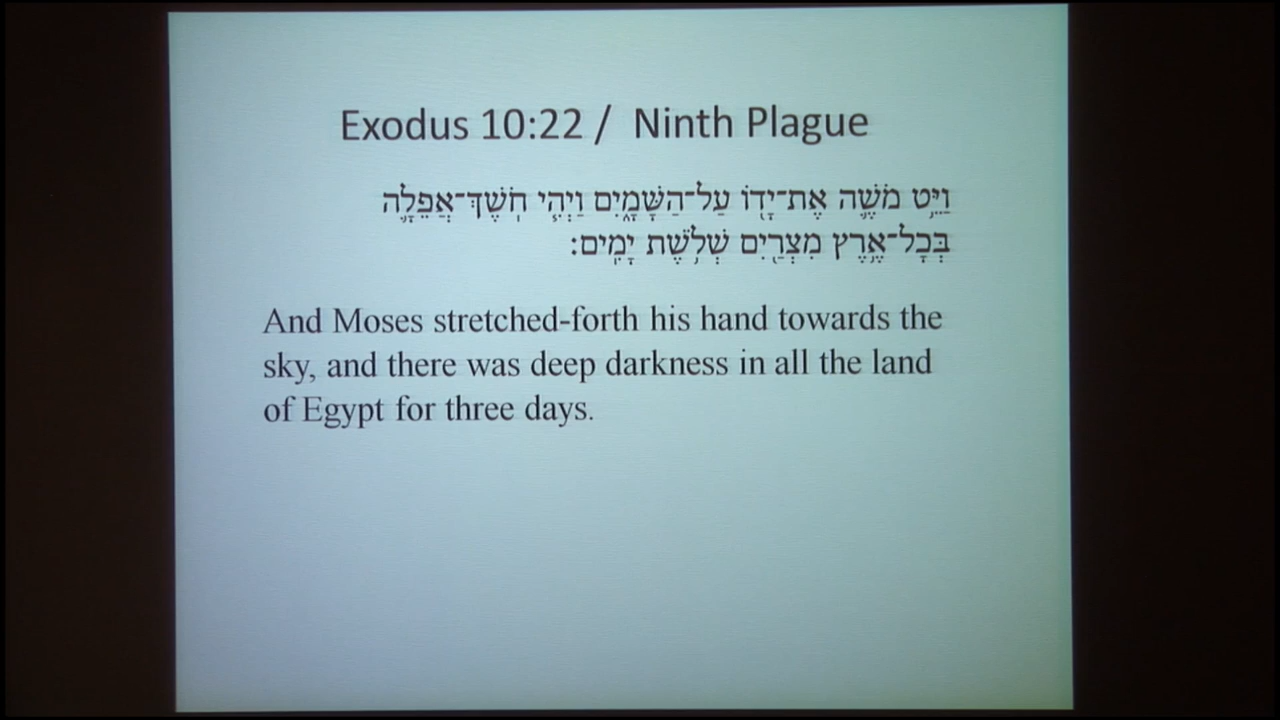 Exodus 10:22 / Ninth Plague
וַיֵּ֥ט מֹשֶׁ֛ה אֶת־יָד֖וֹ עַל־הַשָּׁמָ֑יִם וַיְהִ֧י חֹֽשֶׁךְ־אֲפֵלָ֛ה
בְּכָל־אֶ֥רֶץ מִצְרַ֖יִם שְׁלֹ֥שֶׁת יָמִֽים׃
And Moses stretched-forth his hand towards the
sky, and there was deep darkness in all the land
of Egypt for three days.